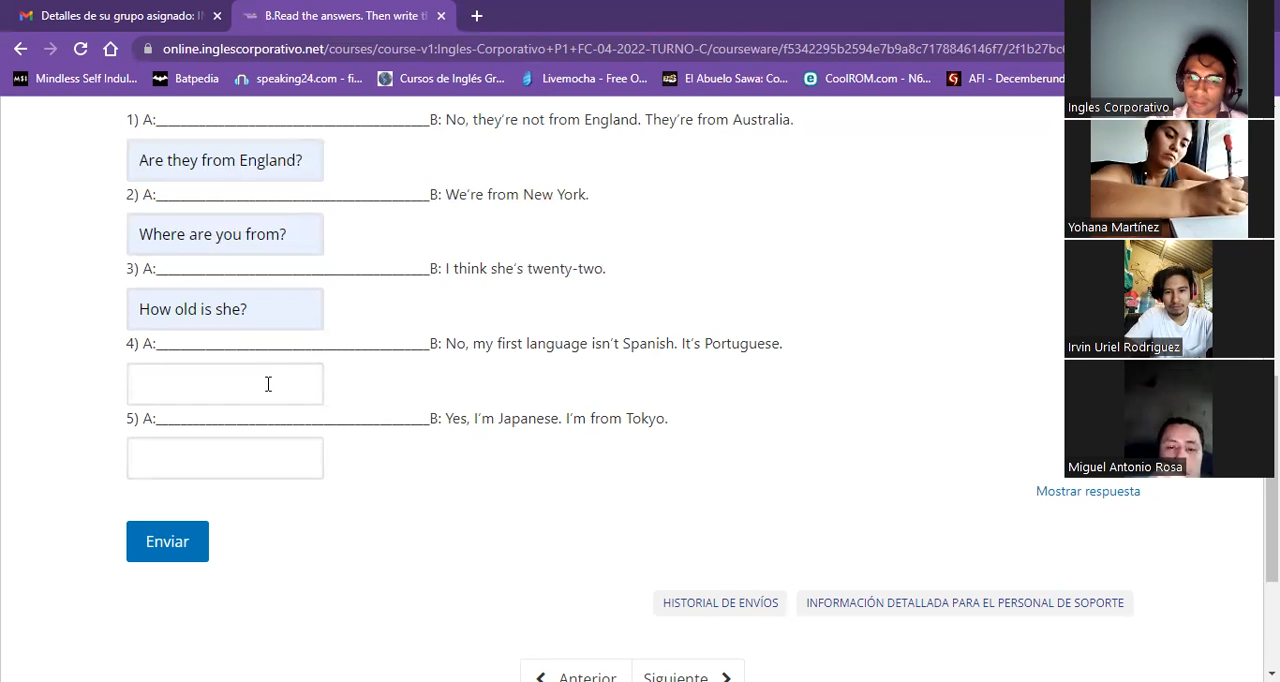 Detalles de su grupo asignado: I
B.Read the answers. Then write t
online.inglescorporativo.net/courses/course-v1:Ingles-Corporativo+P1+FC-04-2022-TURNO-C/courseware/f5342295b2594e7b9a8c7178846146f7/2f1b27bc
Mindless Self Indul...
Batpedia
speaking24.com - fi...
Cursos de Inglés Gr...
Livemocha - Free O...
El Abuelo Sawa: Co...
CoolROM.com - N6...
AFI - Decemberund
1) A:___________________________________B: No, they're not from England. They're from Australia.
Are they from England?
2) A:___________________________________B: We're from New York.
Where are you from?
3) A:___________________________________B: I think she's twenty-two.
How old is she?
4) A:___________________________________B: No, my first language isn't Spanish. It's Portuguese.
5) A:___________________________________B: Yes, I'm Japanese. I'm from Tokyo.
Mostrar respuesta
Enviar
HISTORIAL DE ENVÍOS
INFORMACIÓN DETALLADA PARA EL PERSONAL DE SOPORTE
Anterior
Siguiente
Ingles Corporativo
Yohana Martínez
Irvin Uriel Rodriguez
Miguel Antonio Rosa